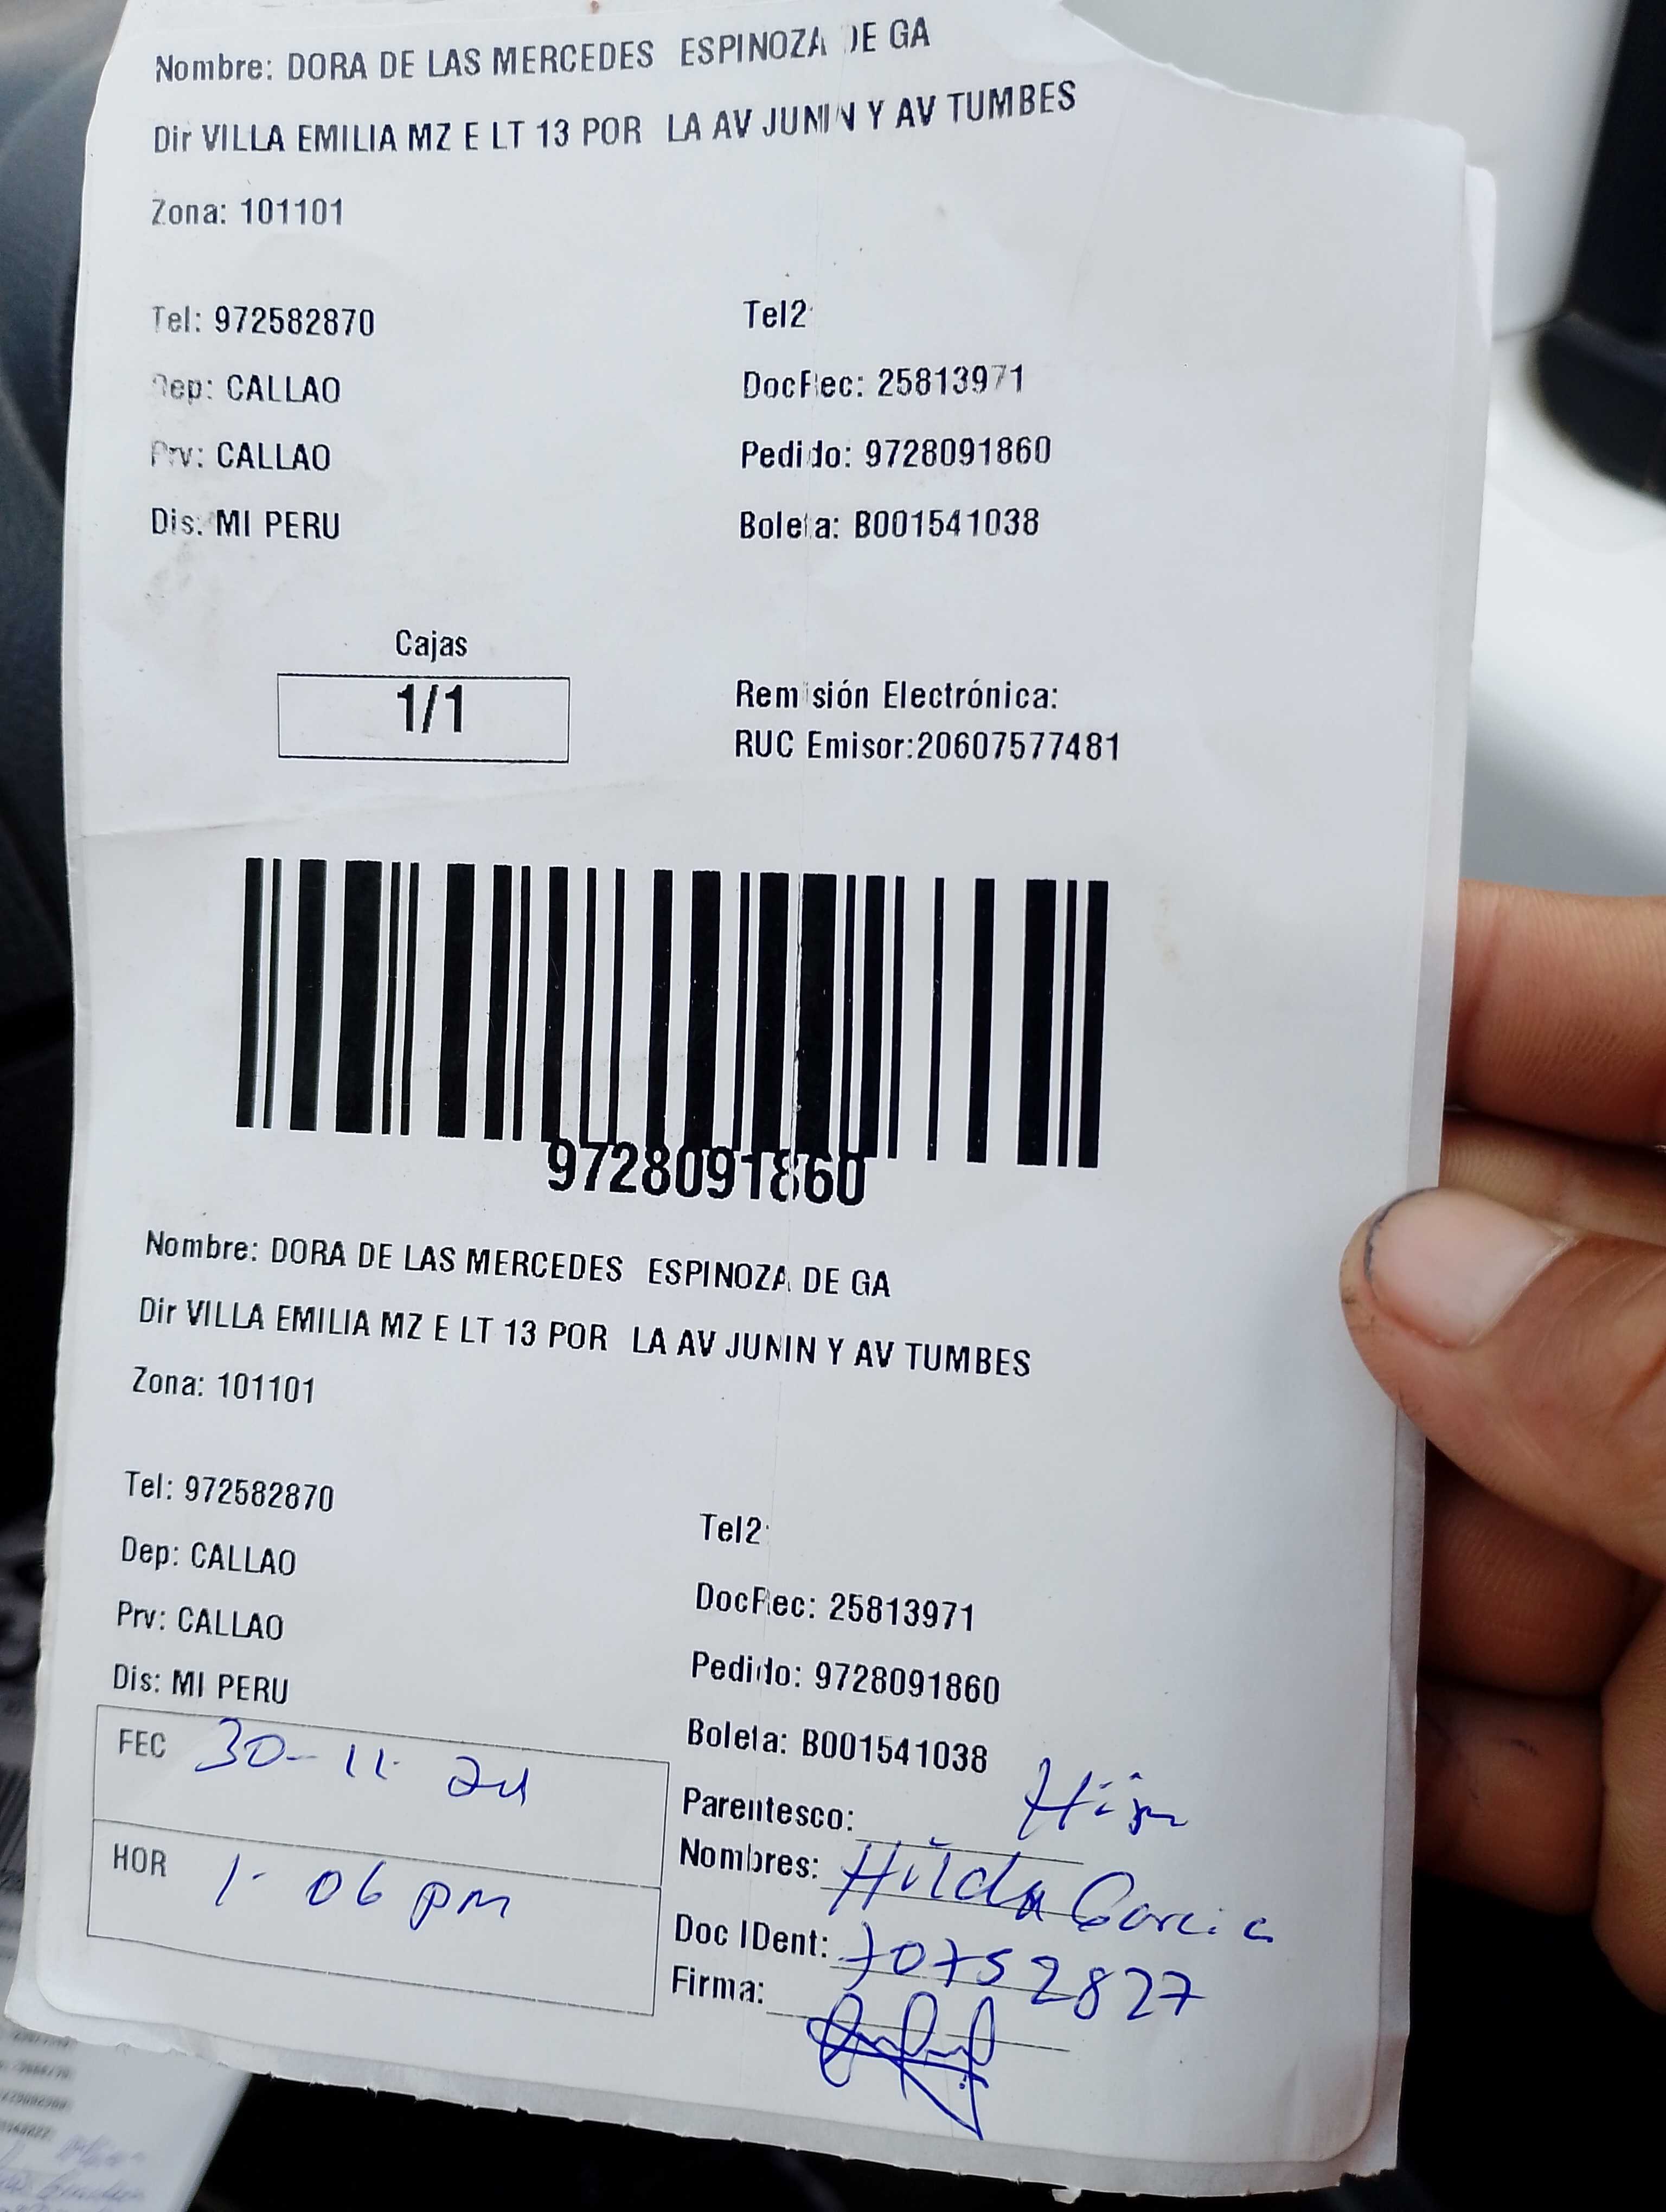 Nombre: DORA DE LAS MERCEDES ESPINOZA DE GA
Dir VILLA EMILIA MZ E LT 13 POR LA AV JUNIN Y AV TUMBES
Zona: 101101
Tel: 972582870
Tel2:
Dep: CALLAO
DocRec: 25813971
Prv: CALLAO
Pedido: 9728091860
Dis: MI PERU
Boleta: B001541038
Cajas
1/1
Remisión Electrónica:
RUC Emisor:20607577481
9728091860
Nombre: DORA DE LAS MERCEDES ESPINOZA DE GA
Dir VILLA EMILIA MZ E LT 13 POR LA AV JUNIN Y AV TUMBES
Zona: 101101
Tel: 972582870
Tel2:
Dep: CALLAO
DocRec: 25813971
Prv: CALLAO
Pedido: 9728091860
Dis: MI PERU
Boleta: B001541038
FEC 30-11-24
Parentesco: Hija
Nombres: Hilda Garcia
HOR 1-06 pm
Doc IDent: 70752827
Firma: